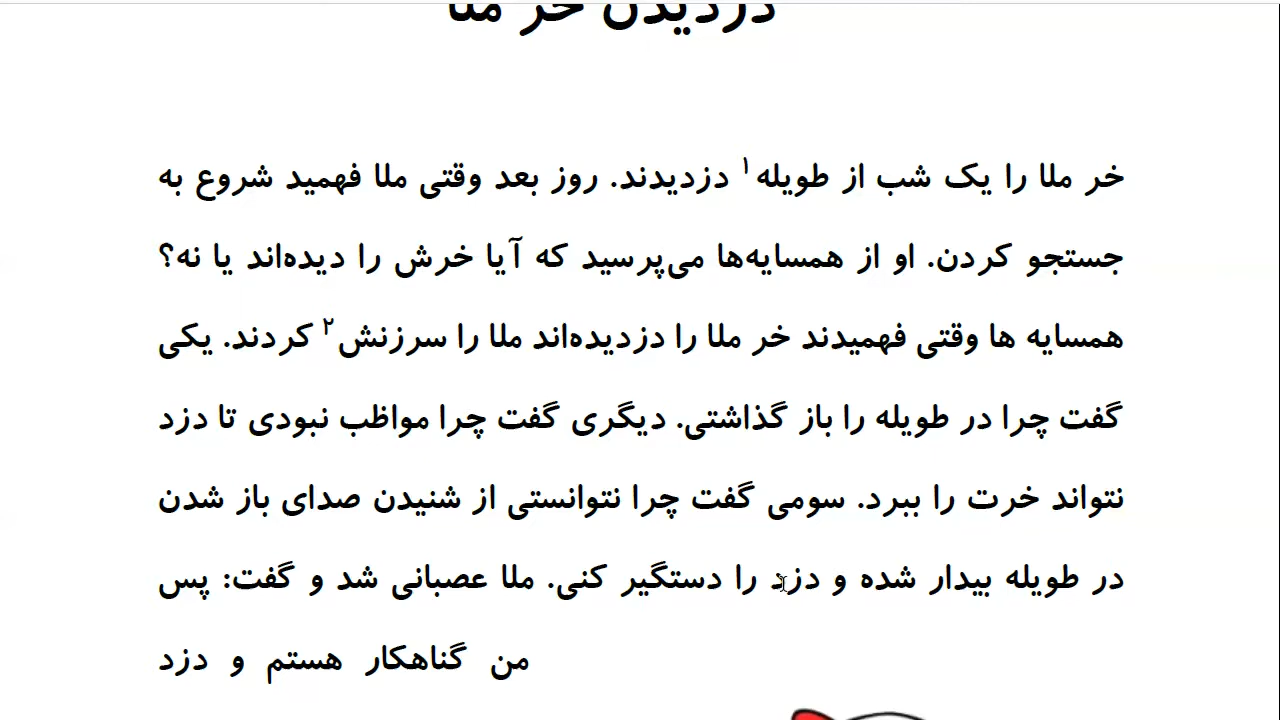 دزدیدن خر ملا
خر ملا را یک شب از طویله۱ دزدیدند. روز بعد وقتی ملا فهمید شروع به
جستجو کردن. او از همسایه‌ها می‌پرسید که آیا خرش را دیده‌اند یا نه؟
همسایه ها وقتی فهمیدند خر ملا را دزدیده‌اند ملا را سرزنش۲ کردند. یکی
گفت چرا در طویله را باز گذاشتی. دیگری گفت چرا مواظب نبودی تا دزد
نتواند خرت را ببرد. سومی گفت چرا نتوانستی از شنیدن صدای باز شدن
در طویله بیدار شده و دزد را دستگیر کنی. ملا عصبانی شد و گفت: پس
من گناهکار هستم و دزد